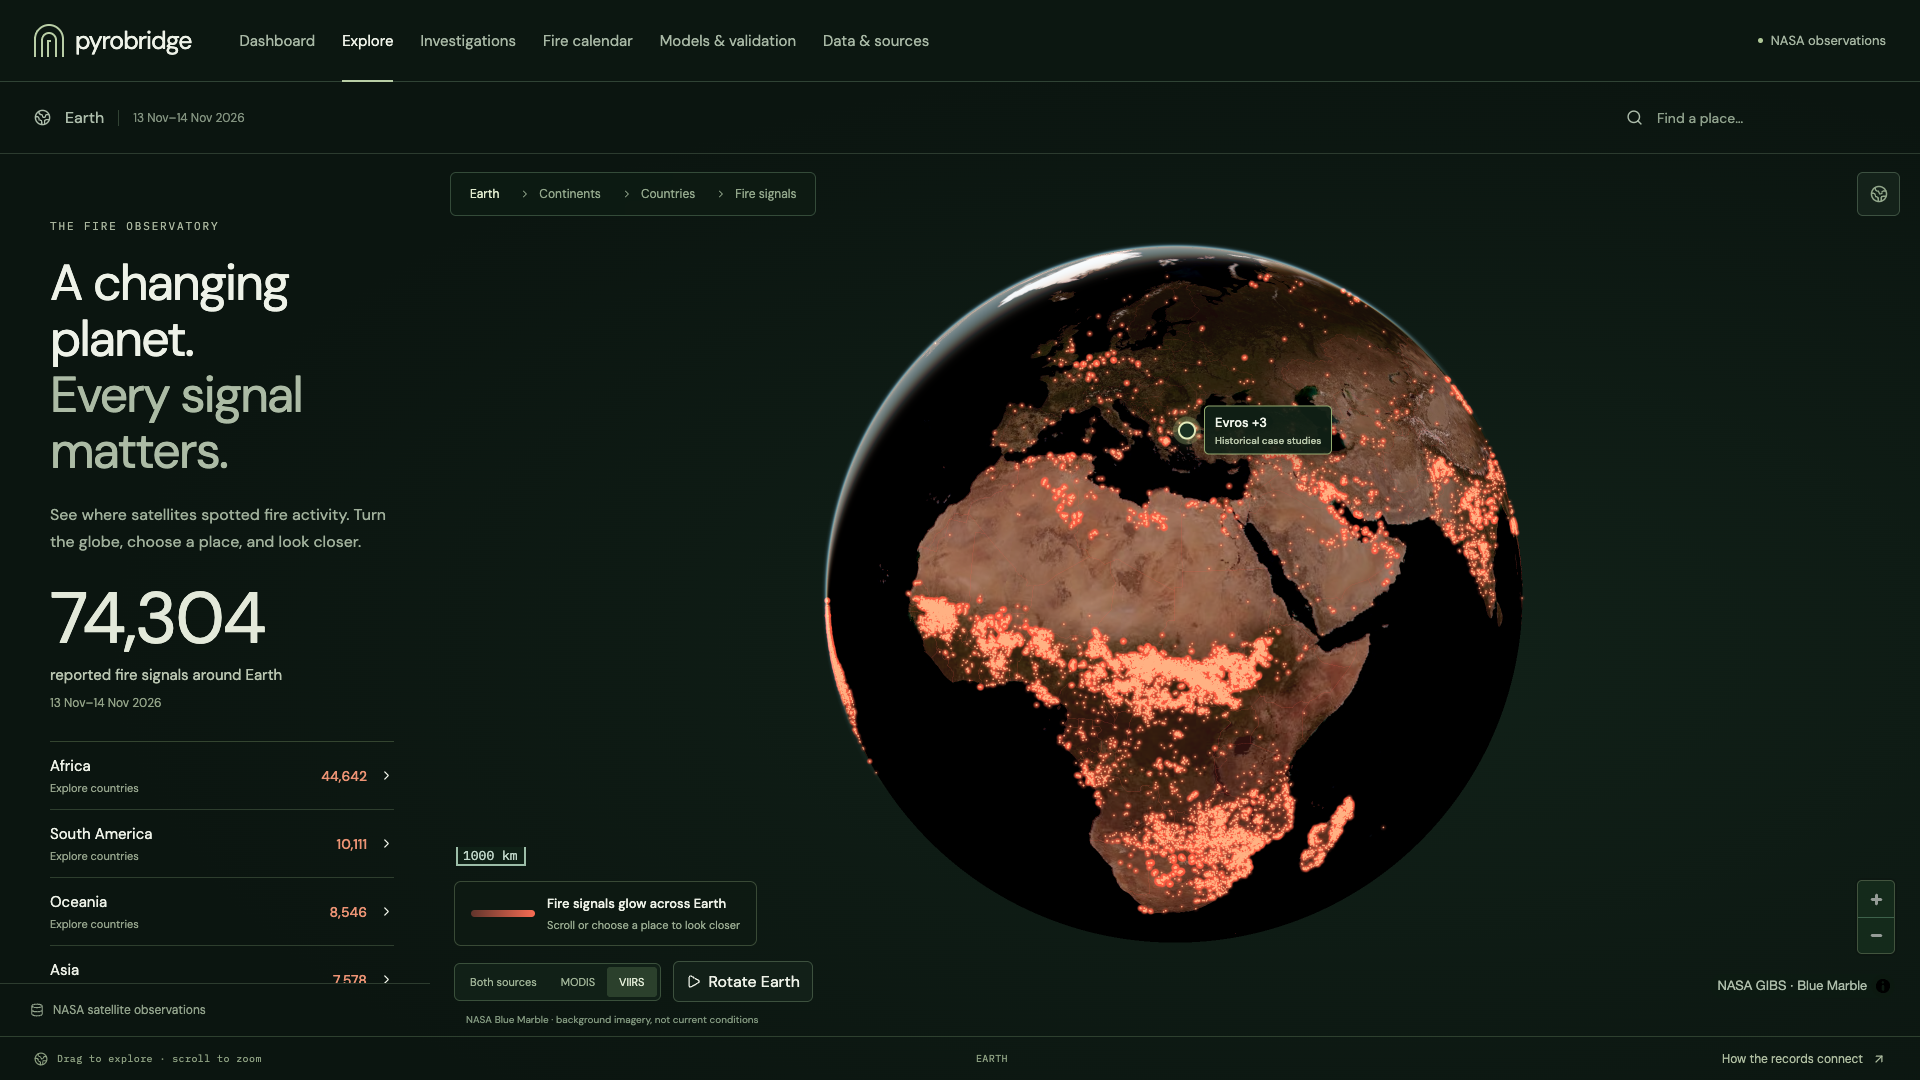 pyrobridge
Dashboard
Explore
Investigations
Fire calendar
Models & validation
Data & sources
NASA observations
Earth
13 Nov–14 Nov 2026
Find a place...
Earth
Continents
Countries
Fire signals
THE FIRE OBSERVATORY
A changing
planet.
Every signal
matters.
See where satellites spotted fire activity. Turn
the globe, choose a place, and look closer.
74,304
reported fire signals around Earth
13 Nov–14 Nov 2026
Africa
Explore countries
44,642
South America
Explore countries
10,111
Oceania
Explore countries
8,546
Asia
7,578
NASA satellite observations
Evros +3
Historical case studies
1000 km
Fire signals glow across Earth
Scroll or choose a place to look closer
Both sources
MODIS
VIIRS
Rotate Earth
NASA Blue Marble · background imagery, not current conditions
NASA GIBS · Blue Marble
Drag to explore · scroll to zoom
EARTH
How the records connect